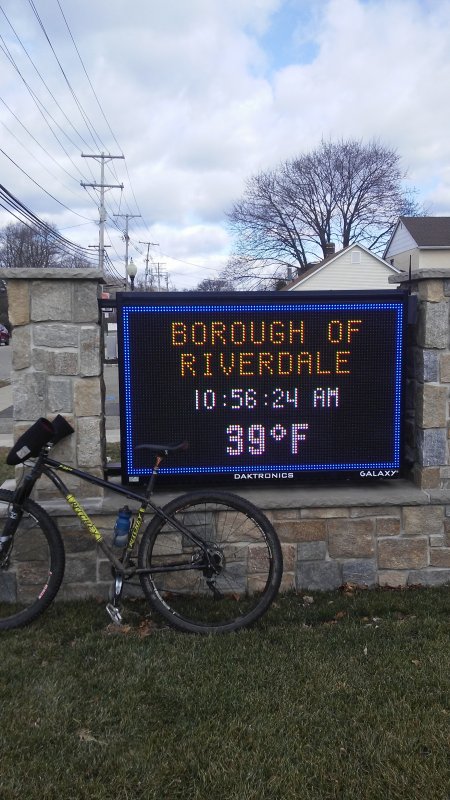 BOROUGH OF
RIVERDALE
10:56:24 AM
39°F
DAKTRONICS GALAXY